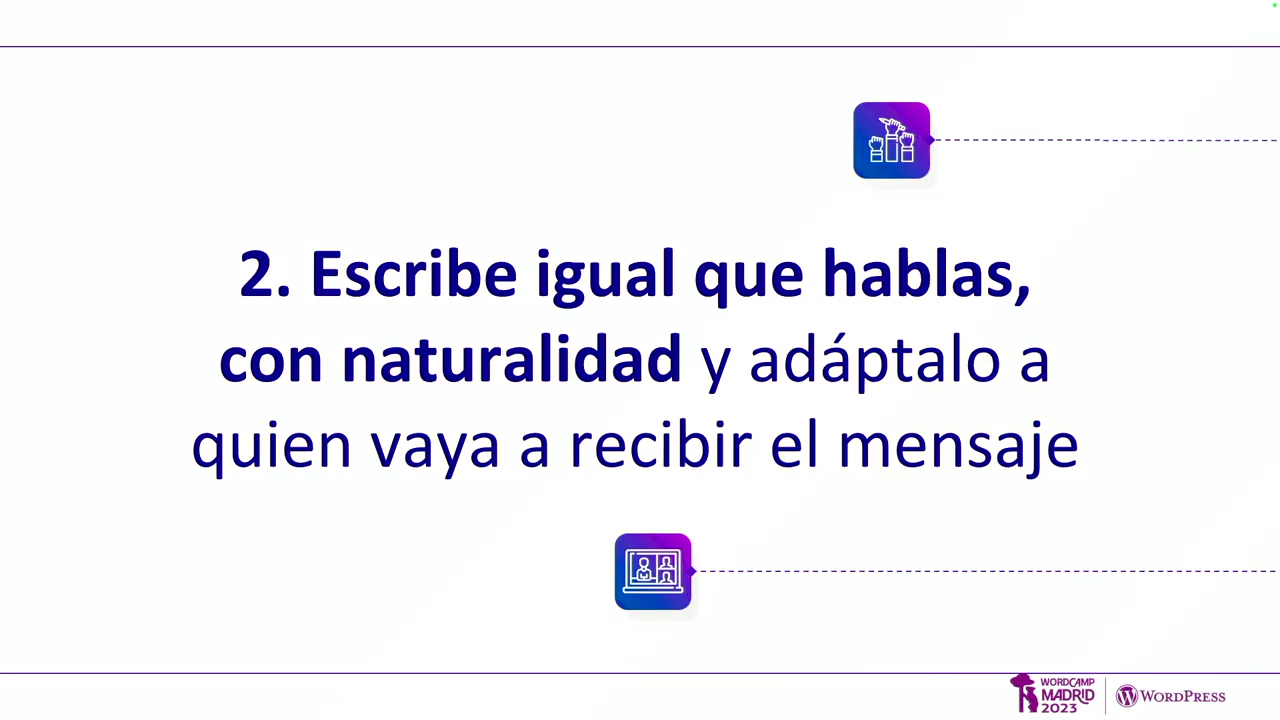 2. Escribe igual que hablas,
con naturalidad y adáptalo a
quien vaya a recibir el mensaje
WORDCAMP
MADRID
2023
WORDPRESS